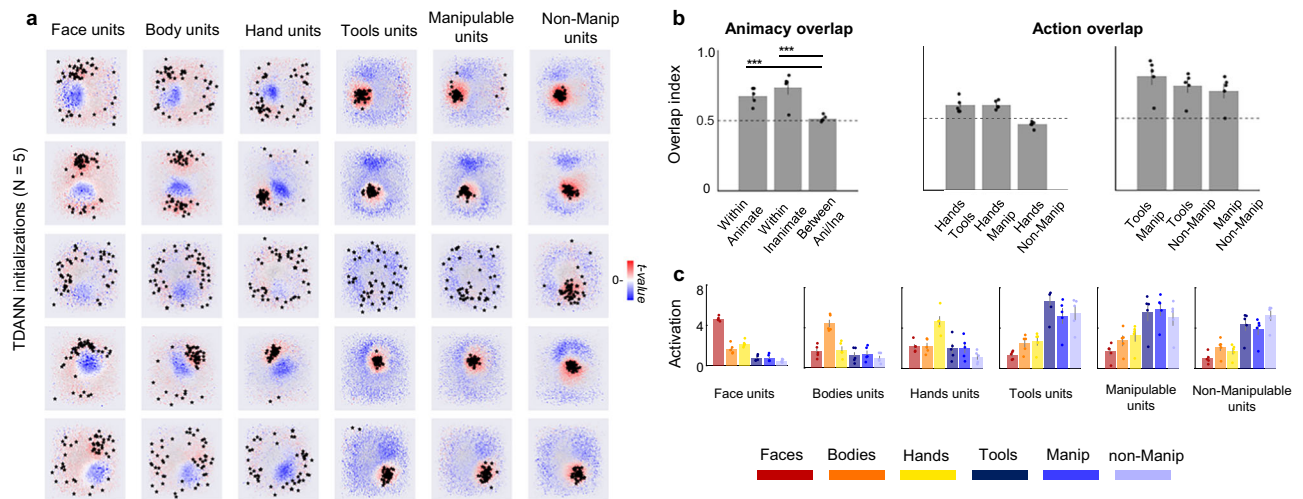 a
Face units
Body units
Hand units
Tools units
Manipulable
units
Non-Manip
units
TDANN initializations (N = 5)
0-
t-value
b
Animacy overlap
Action overlap
Overlap index
1.0
0.5
0
***
***
Within
Animate
Within
Inanimate
Between
Ani/Ina
Hands
Tools
Hands
Manip
Hands
Non-Manip
Tools
Manip
Tools
Non-Manip
Manip
Non-Manip
c
Activation
8
4
0
Face units
Bodies units
Hands units
Tools units
Manipulable
units
Non-Manipulable
units
Faces
Bodies
Hands
Tools
Manip
non-Manip